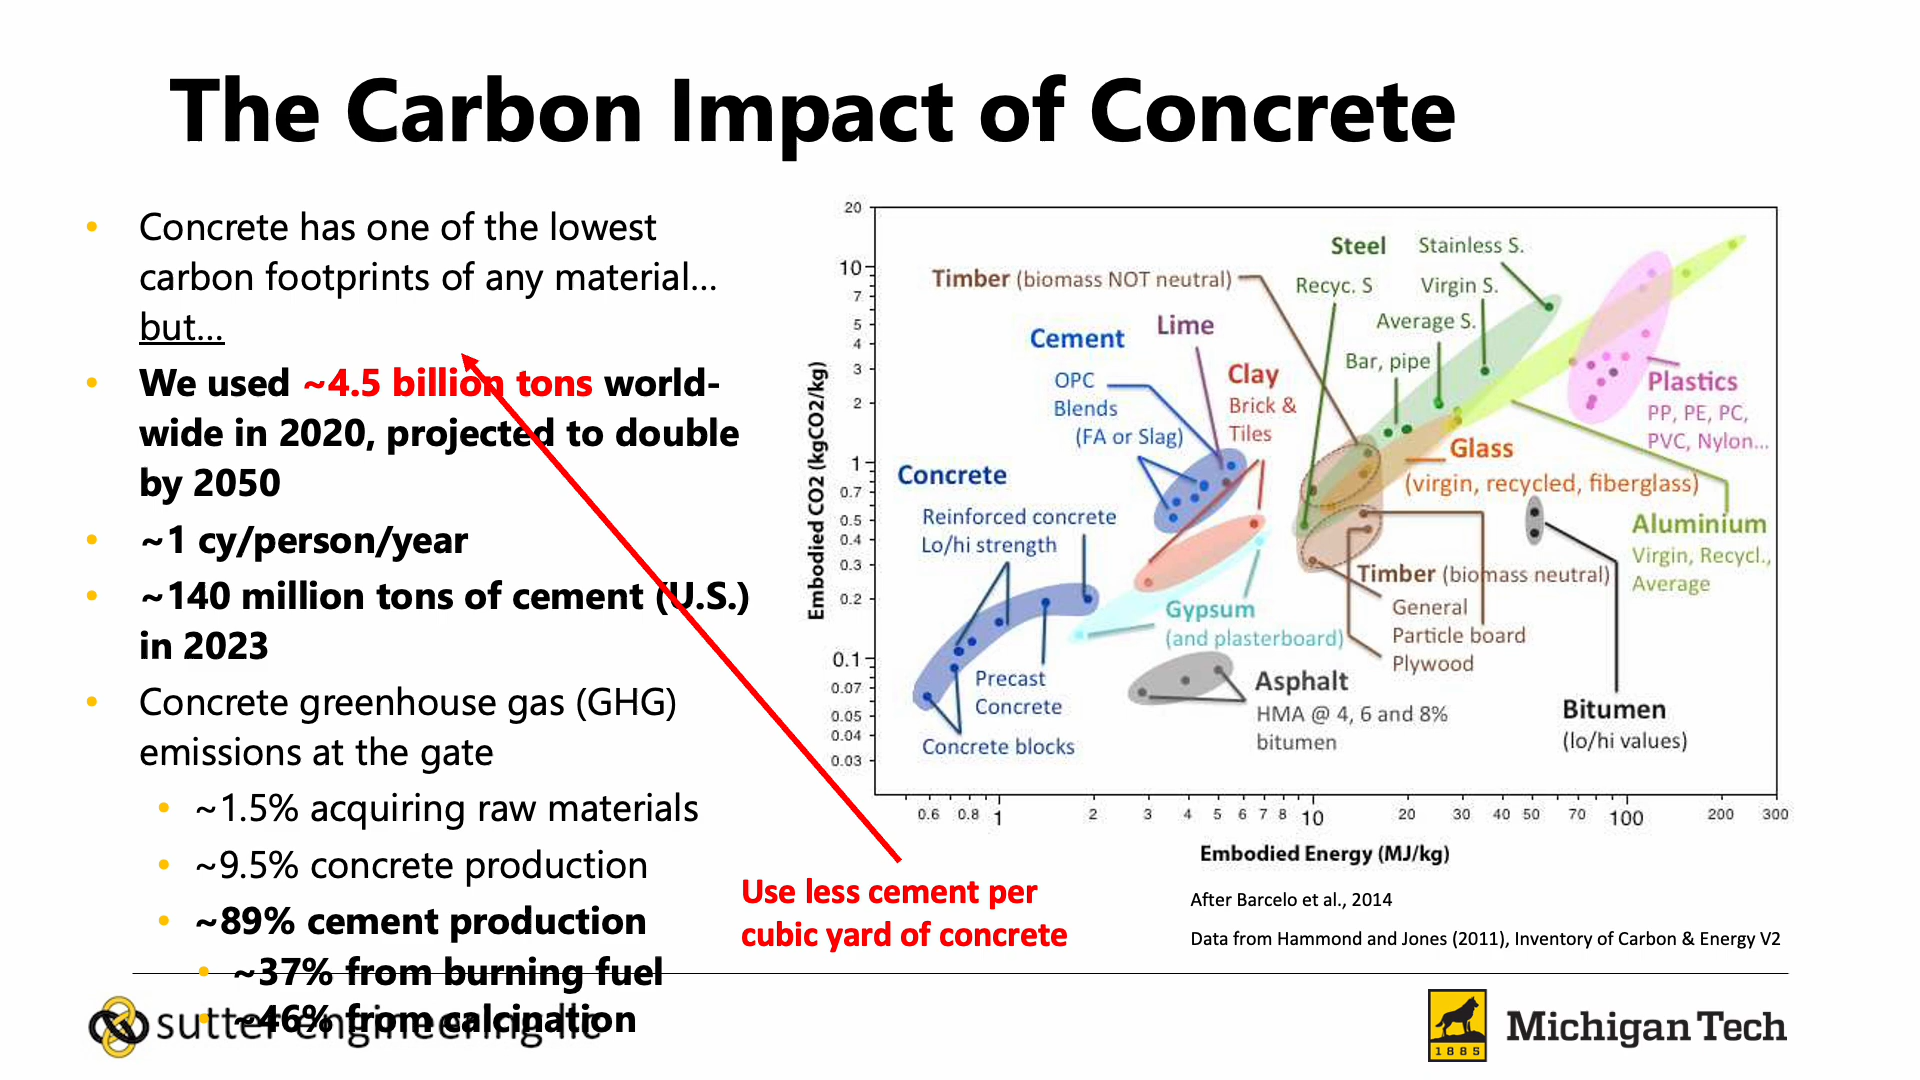 The Carbon Impact of Concrete
• Concrete has one of the lowest
carbon footprints of any material...
but...
• We used ~4.5 billion tons world-
wide in 2020, projected to double
by 2050
• ~1 cy/person/year
• ~140 million tons of cement (U.S.)
in 2023
• Concrete greenhouse gas (GHG)
emissions at the gate
• ~1.5% acquiring raw materials
• ~9.5% concrete production
• ~89% cement production
• ~37% from burning fuel
• ~46% from calcination
Use less cement per
cubic yard of concrete
Embodied CO2 (kgCO2/kg)
20
10
7
5
4
3
2
1
0.7
0.5
0.4
0.3
0.2
0.1
0.07
0.05
0.04
0.03
Timber (biomass NOT neutral)
Steel
Stainless S.
Recyc. S
Virgin S.
Average S.
Bar, pipe
Cement
OPC
Blends
(FA or Slag)
Lime
Clay
Brick &
Tiles
Plastics
PP, PE, PC,
PVC, Nylon...
Concrete
Reinforced concrete
Lo/hi strength
Glass
(virgin, recycled, fiberglass)
Aluminium
Virgin, Recycl.,
Average
Timber (biomass neutral)
General
Particle board
Plywood
Gypsum
(and plasterboard)
Precast
Concrete
Concrete blocks
Asphalt
HMA @ 4, 6 and 8%
bitumen
Bitumen
(lo/hi values)
0.6 0.8 1 2 3 4 5 6 7 8 10 20 30 40 50 70 100 200 300
Embodied Energy (MJ/kg)
After Barcelo et al., 2014
Data from Hammond and Jones (2011), Inventory of Carbon & Energy V2
sutter engineering llc
1885
Michigan Tech